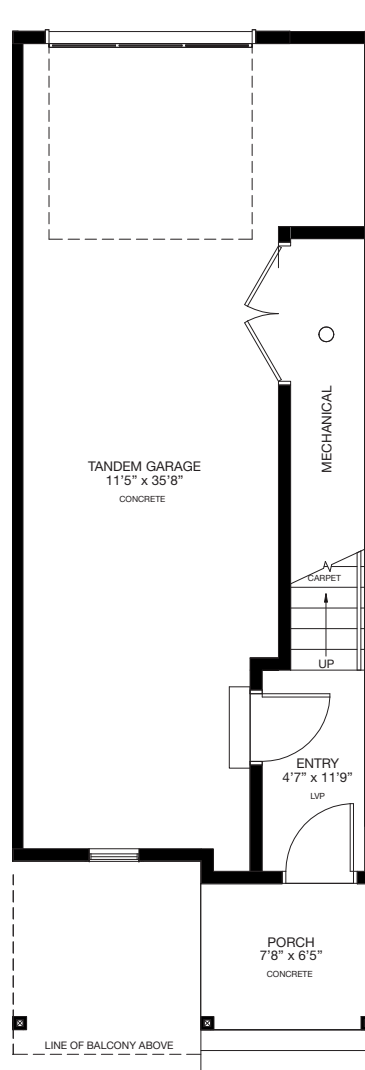 TANDEM GARAGE
11'5” x 35'8”
CONCRETE
MECHANICAL
CARPET
UP
ENTRY
4'7” x 11'9”
LVP
PORCH
7'8” x 6'5”
CONCRETE
LINE OF BALCONY ABOVE